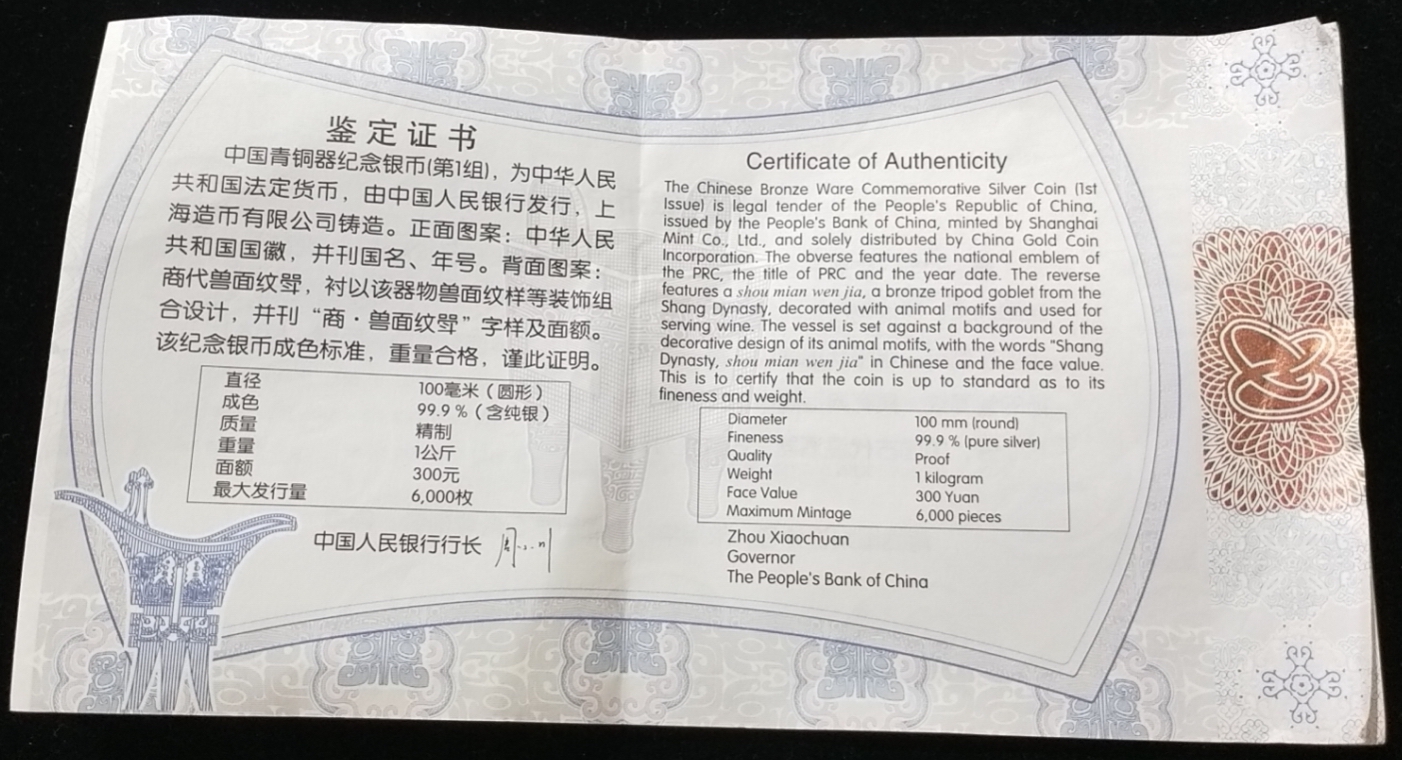 鉴定证书
中国青铜器纪念银币(第1组)，为中华人民
共和国法定货币，由中国人民银行发行，上
海造币有限公司铸造。正面图案：中华人民
共和国国徽，并刊国名、年号。背面图案：
商代兽面纹斝，衬以该器物兽面纹样等装饰组
合设计，并刊“商·兽面纹斝”字样及面额。
该纪念银币成色标准，重量合格，谨此证明。
直径 100毫米（圆形）
成色 99.9％（含纯银）
质量 精制
重量 1公斤
面额 300元
最大发行量 6,000枚
中国人民银行行长
Certificate of Authenticity
The Chinese Bronze Ware Commemorative Silver Coin (1st
Issue) is legal tender of the People's Republic of China,
issued by the People's Bank of China, minted by Shanghai
Mint Co., Ltd., and solely distributed by China Gold Coin
Incorporation. The obverse features the national emblem of
the PRC, the title of PRC and the year date. The reverse
features a shou mian wen jia, a bronze tripod goblet from the
Shang Dynasty, decorated with animal motifs and used for
serving wine. The vessel is set against a background of the
decorative design of its animal motifs, with the words "Shang
Dynasty, shou mian wen jia" in Chinese and the face value.
This is to certify that the coin is up to standard as to its
fineness and weight.
Diameter 100 mm (round)
Fineness 99.9 % (pure silver)
Quality Proof
Weight 1 kilogram
Face Value 300 Yuan
Maximum Mintage 6,000 pieces
Zhou Xiaochuan
Governor
The People's Bank of China